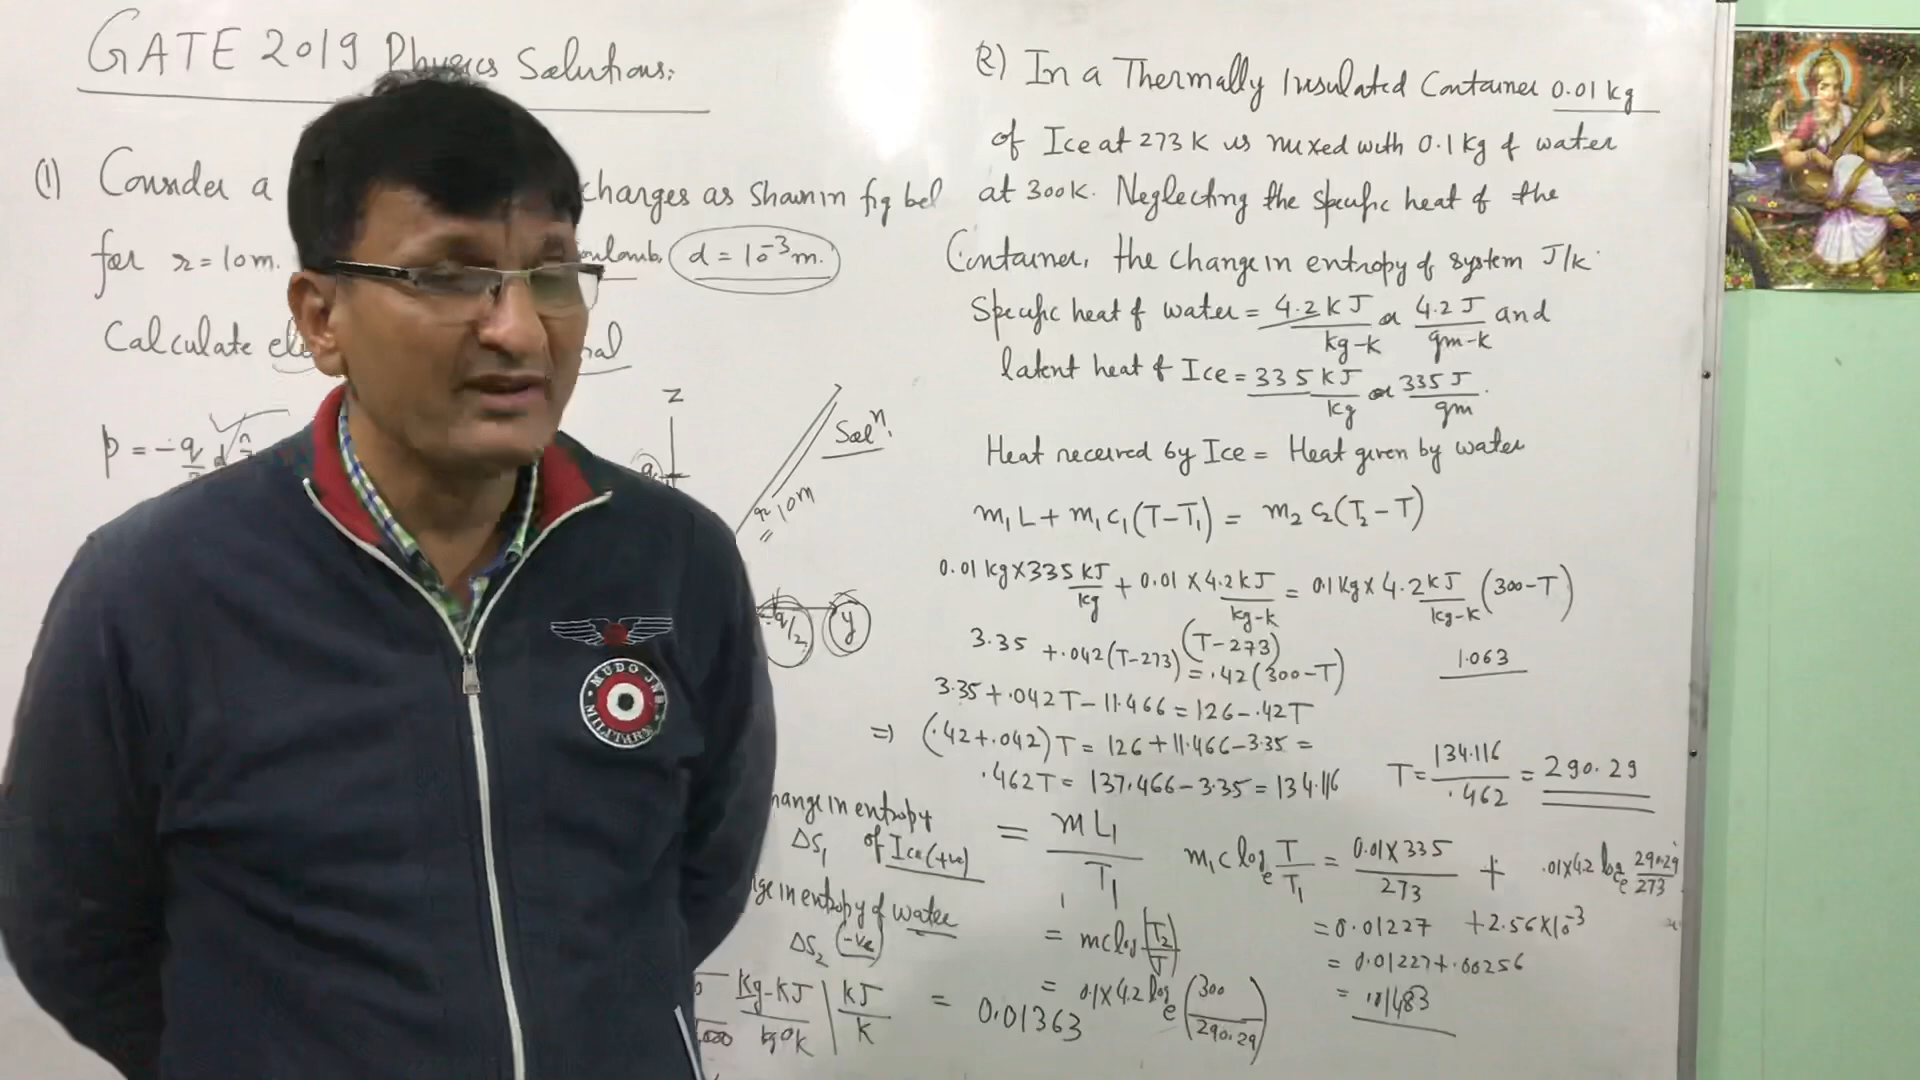 GATE 2019 Physics Solutions:
(1) Consider a charges as shown in fig bel
for r = 10m. d = 10⁻³m.
Calculate
p = -q/2 d
Z
Solⁿ.
r = 10m
-q/2 y
2) In a Thermally Insulated Container 0.01 kg
of Ice at 273 K is mixed with 0.1 kg of water
at 300K. Neglecting the specific heat of the
Container, the change in entropy of system J/K.
Specific heat of water = 4.2 kJ/kg-k or 4.2 J/gm-k and
latent heat of Ice = 335 kJ/kg or 335 J/gm.
Heat received by Ice = Heat given by water
m₁L + m₁c₁(T-T₁) = m₂c₂(T₂-T)
0.01 kg × 335 kJ/kg + 0.01 × 4.2 kJ/kg-k = 0.1 kg × 4.2 kJ/kg-k (300-T)
(T-273)
3.35 + .042(T-273) = .42(300-T)
1.063
3.35 + .042T - 11.466 = 126 - .42T
⇒ (.42+.042)T = 126 + 11.466 - 3.35 =
.462T = 137.466 - 3.35 = 134.116
T = 134.116/.462 = 290.29
hange in entropy
ΔS₁ of Ice (+ve) = mL₁/T₁ m₁c logₑ T/T₁ = 0.01×335/273 + .01×4.2 logₑ 290.29/273
= 0.01227 + 2.56×10⁻³
= 0.01227 + .00256
nge in entropy of water
ΔS₂ (-ve) = mc log (T₂/T)
= 0.1×4.2 logₑ (300/290.29)
kg-kJ/kg°k | kJ/k = 0.01363